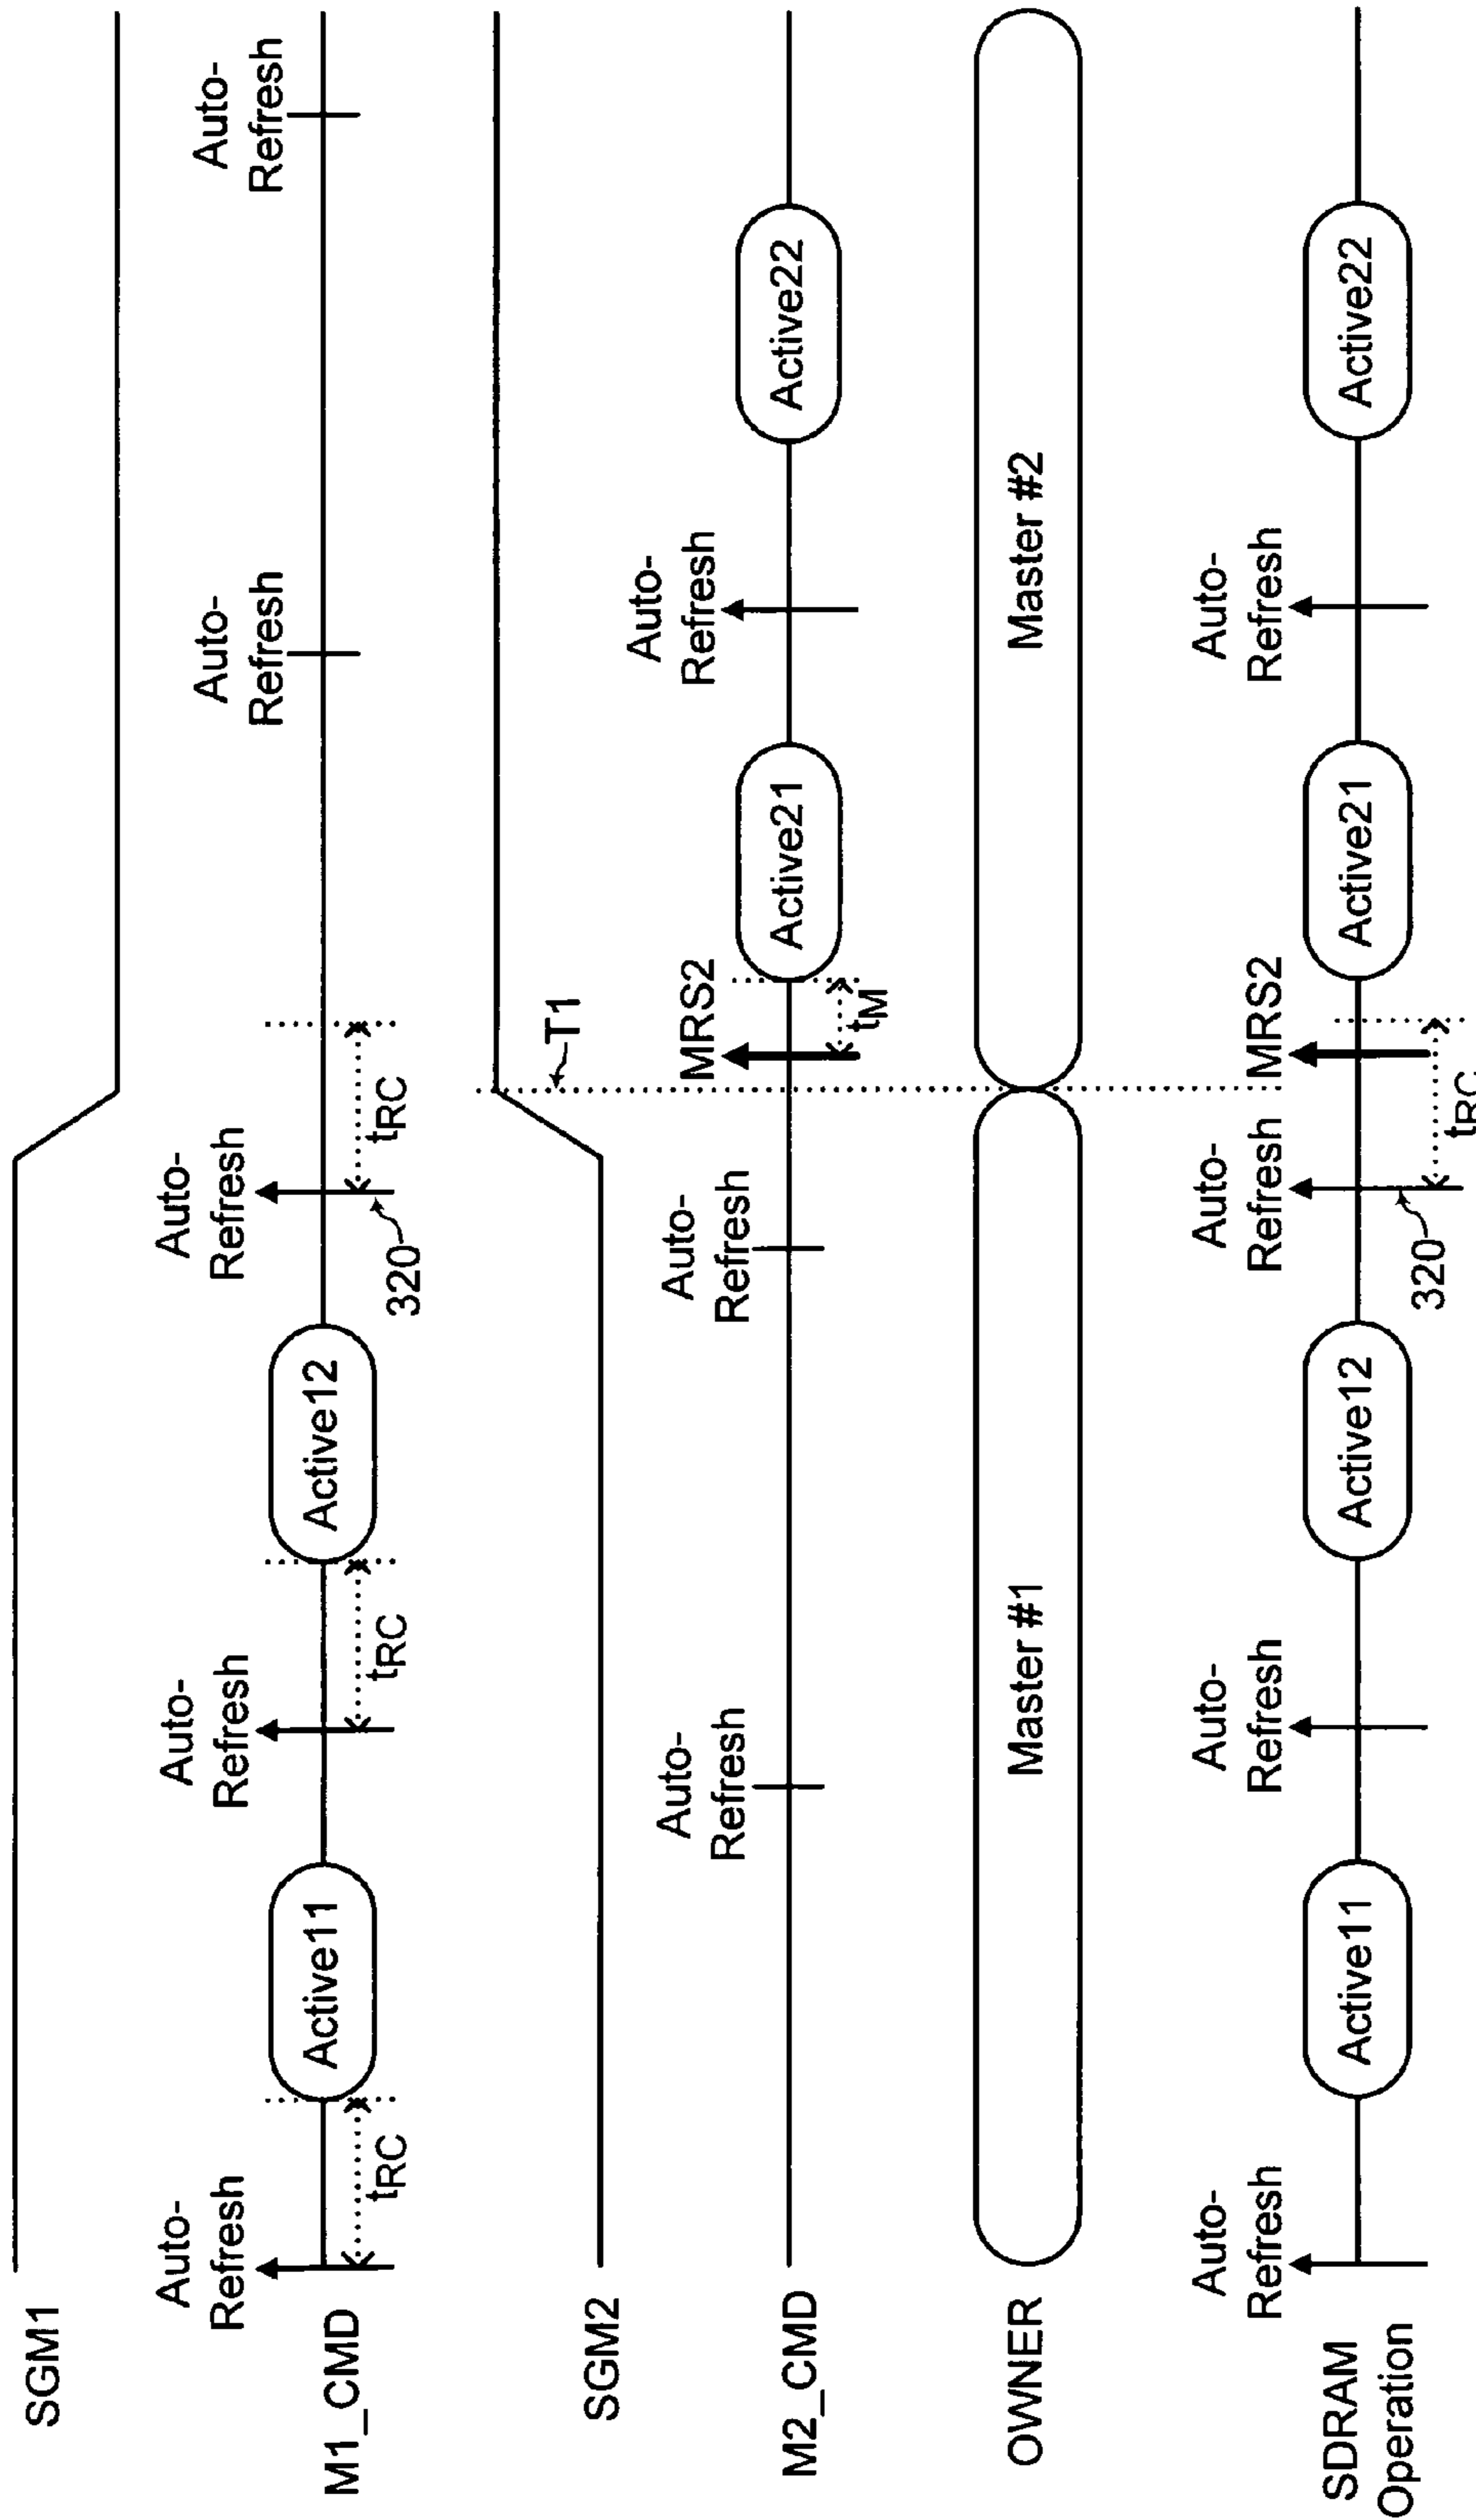 SGM1
Auto-
Refresh
Auto-
Refresh
Auto-
Refresh
Auto-
Refresh
Auto-
Refresh
M1_CMD
Active11
Active12
tRC
tRC
320
tRC
SGM2
T1
Auto-
Refresh
Auto-
Refresh
MRS2
Auto-
Refresh
M2_CMD
Active21
Active22
tM
OWNER
Master #1
Master #2
Auto-
Refresh
Auto-
Refresh
Auto-
Refresh
MRS2
Auto-
Refresh
SDRAM
Operation
Active11
Active12
Active21
Active22
320
tRC